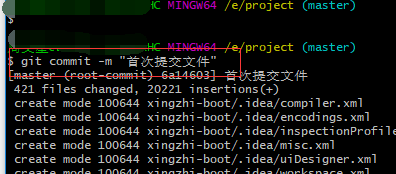 HC MINGW64 /e/project (master)
$
HC MINGW64 /e/project (master)
$ git commit -m "首次提交文件"
[master (root-commit) 6a14603] 首次提交文件
421 files changed, 20221 insertions(+)
create mode 100644 xingzhi-boot/.idea/compiler.xml
create mode 100644 xingzhi-boot/.idea/encodings.xml
create mode 100644 xingzhi-boot/.idea/inspectionProfile
create mode 100644 xingzhi-boot/.idea/misc.xml
create mode 100644 xingzhi-boot/.idea/uiDesigner.xml
create mode 100644 xingzhi-boot/.idea/workspace.xml